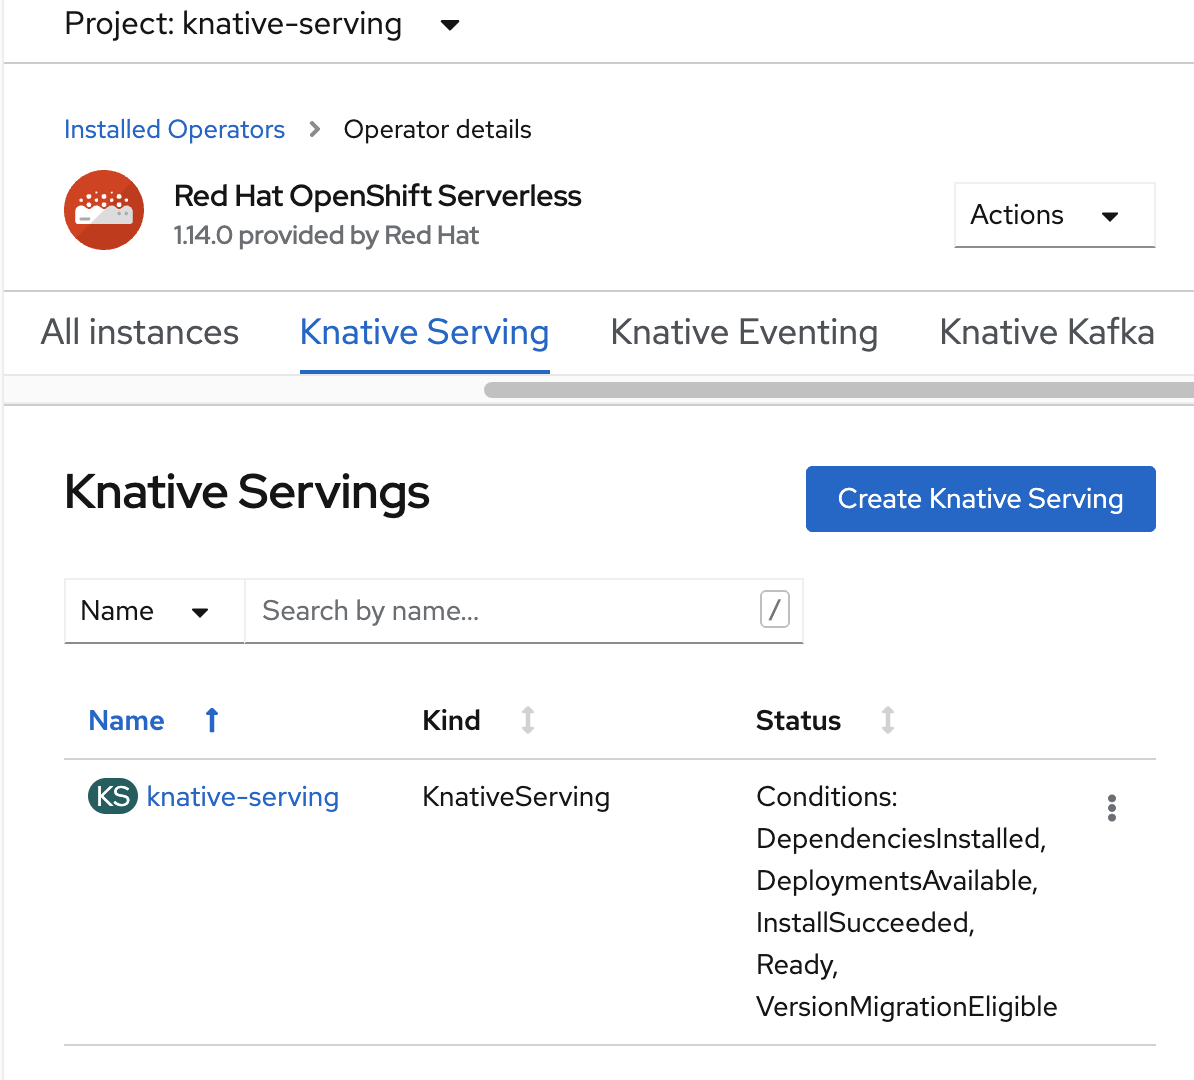 Project: knative-serving
Installed Operators > Operator details
Red Hat OpenShift Serverless
1.14.0 provided by Red Hat
Actions
All instances Knative Serving Knative Eventing Knative Kafka
Knative Servings
Create Knative Serving
Name Search by name... /
Name Kind Status
KS knative-serving KnativeServing Conditions:
DependenciesInstalled,
DeploymentsAvailable,
InstallSucceeded,
Ready,
VersionMigrationEligible